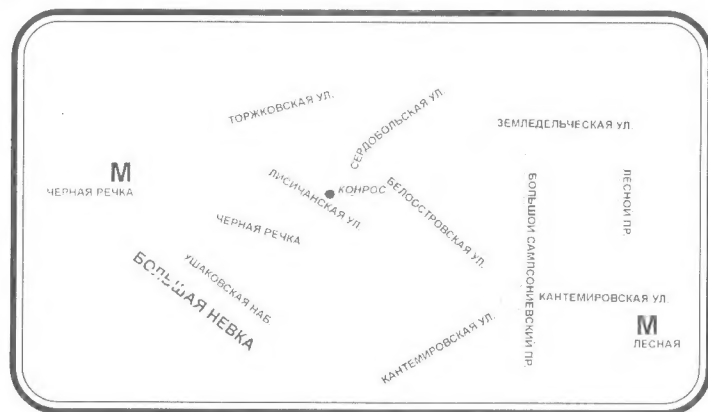 ТОРЖКОВСКАЯ УЛ.
СЕРДОБОЛЬСКАЯ УЛ.
ЗЕМЛЕДЕЛЬЧЕСКАЯ УЛ.
М
ЧЕРНАЯ РЕЧКА
ЛИСИЧАНСКАЯ УЛ.
КОНРОС
БЕЛООСТРОВСКАЯ УЛ.
БОЛЬШОЙ САМПСОНИЕВСКИЙ ПР.
ЛЕСНОЙ ПР.
ЧЕРНАЯ РЕЧКА
УШАКОВСКАЯ НАБ.
БОЛЬШАЯ НЕВКА
КАНТЕМИРОВСКАЯ УЛ.
КАНТЕМИРОВСКАЯ УЛ.
М
ЛЕСНАЯ